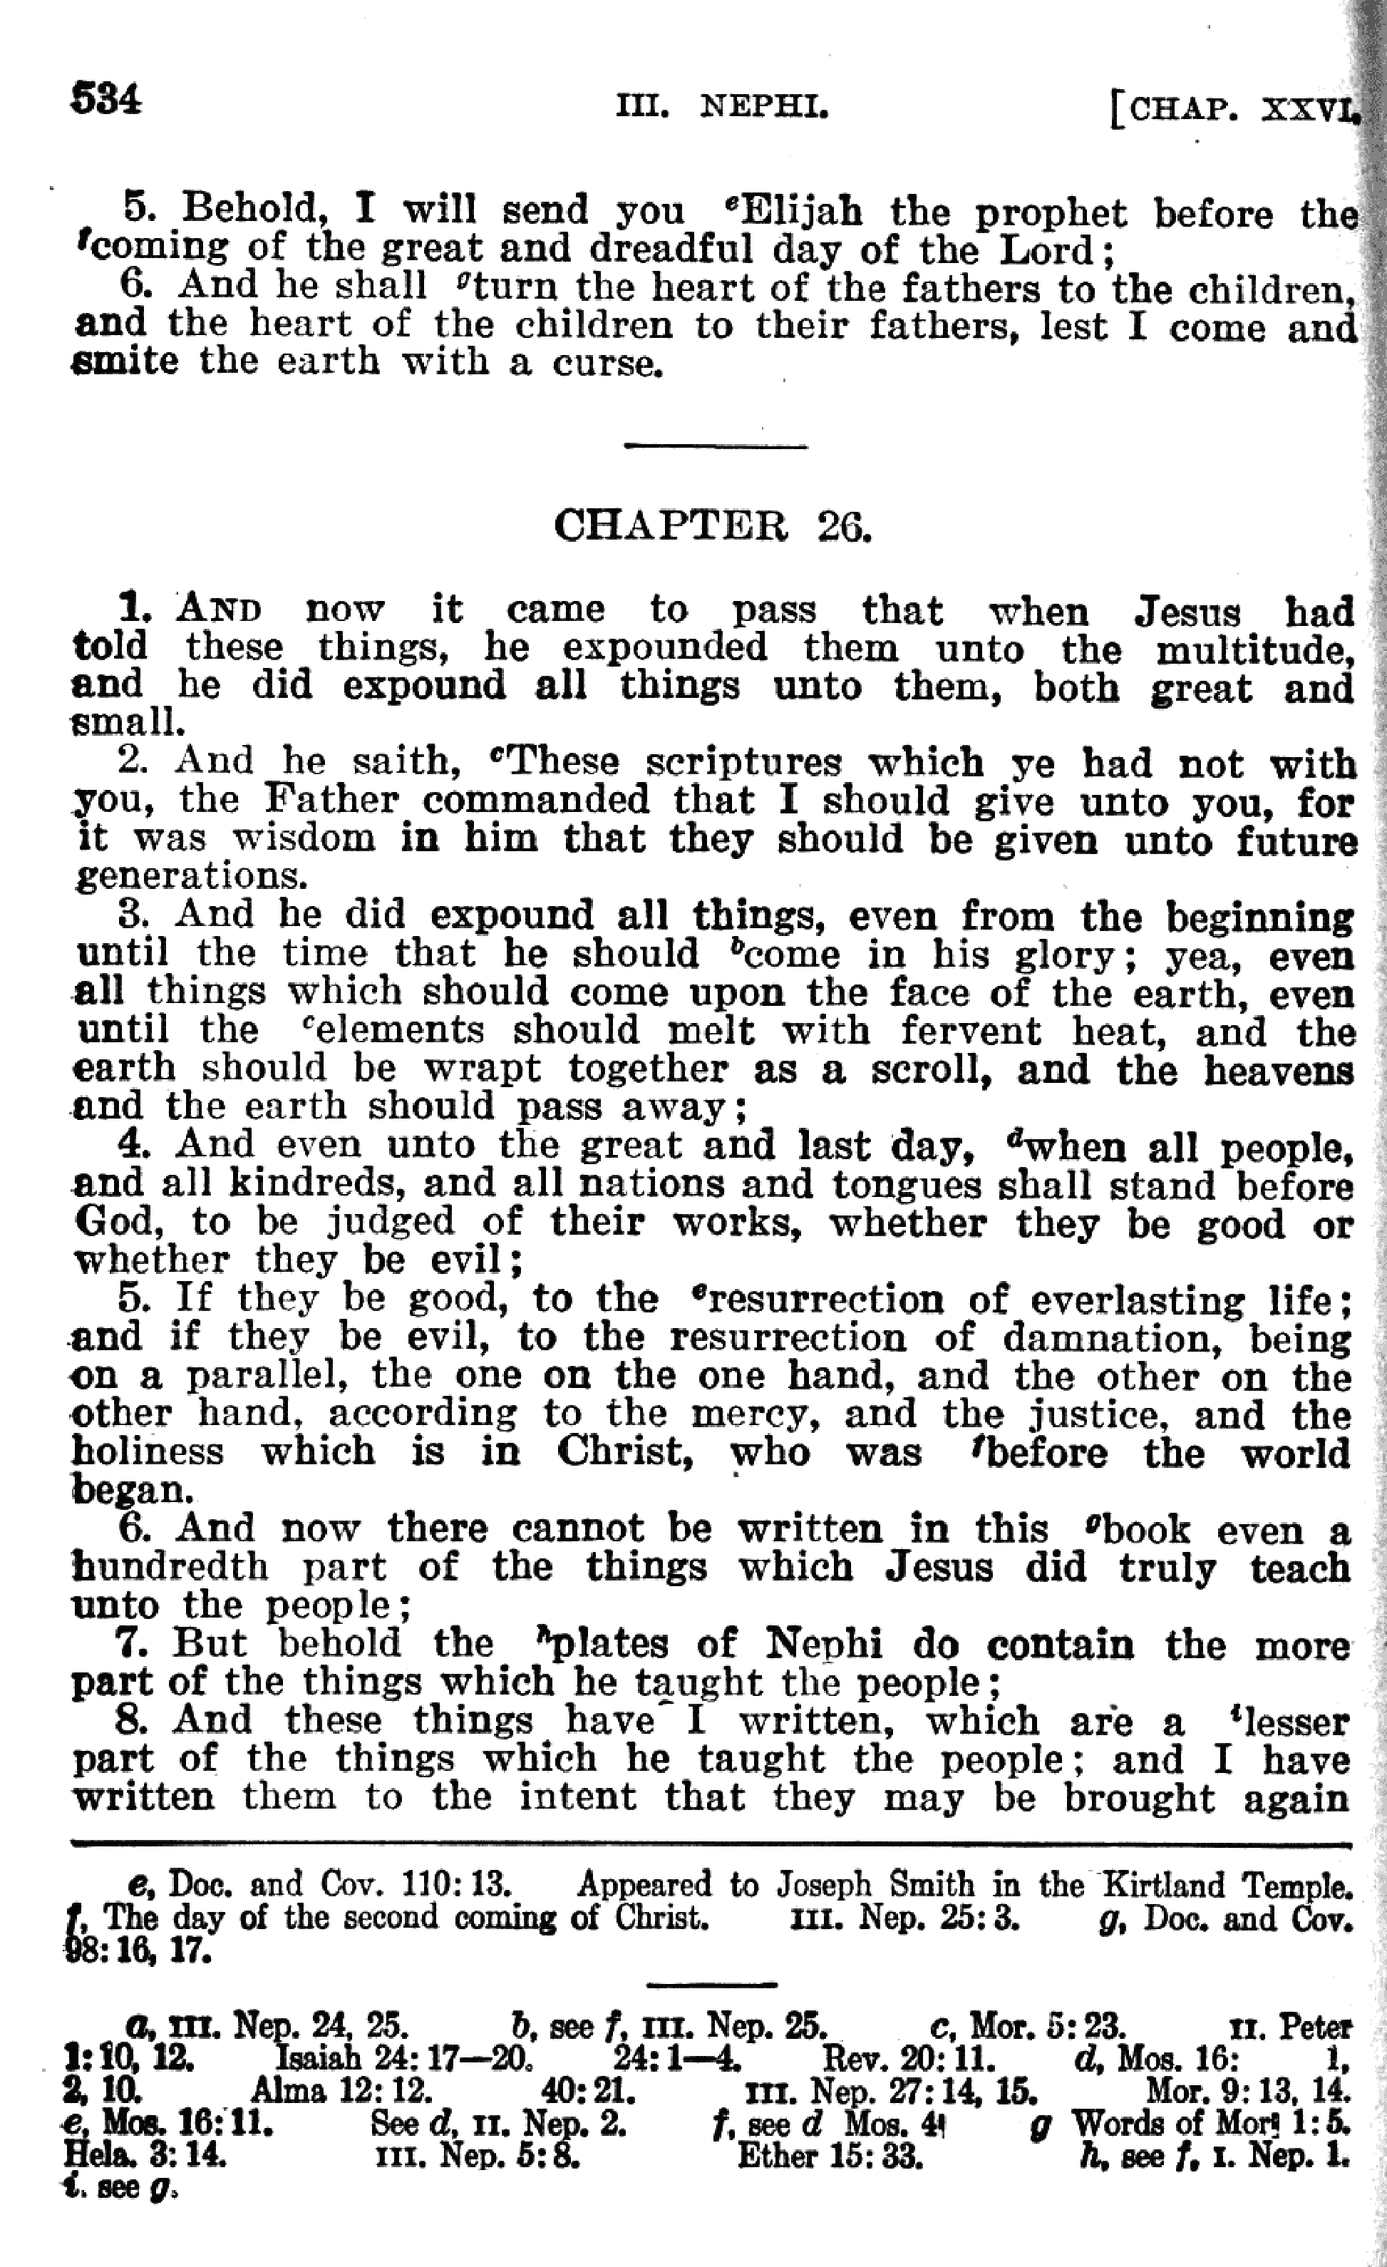 534 III. NEPHI. [CHAP. XXVI.
5. Behold, I will send you ᵉElijah the prophet before the
ᶠcoming of the great and dreadful day of the Lord;
6. And he shall ᵍturn the heart of the fathers to the children,
and the heart of the children to their fathers, lest I come and
smite the earth with a curse.
CHAPTER 26.
1. AND now it came to pass that when Jesus had
told these things, he expounded them unto the multitude,
and he did expound all things unto them, both great and
small.
2. And he saith, ᶜThese scriptures which ye had not with
you, the Father commanded that I should give unto you, for
it was wisdom in him that they should be given unto future
generations.
3. And he did expound all things, even from the beginning
until the time that he should ᵇcome in his glory; yea, even
all things which should come upon the face of the earth, even
until the ᶜelements should melt with fervent heat, and the
earth should be wrapt together as a scroll, and the heavens
and the earth should pass away;
4. And even unto the great and last day, ᵈwhen all people,
and all kindreds, and all nations and tongues shall stand before
God, to be judged of their works, whether they be good or
whether they be evil;
5. If they be good, to the ᵉresurrection of everlasting life;
and if they be evil, to the resurrection of damnation, being
on a parallel, the one on the one hand, and the other on the
other hand, according to the mercy, and the justice, and the
holiness which is in Christ, who was ᶠbefore the world
began.
6. And now there cannot be written in this ᵍbook even a
hundredth part of the things which Jesus did truly teach
unto the people;
7. But behold the ʰplates of Nephi do contain the more
part of the things which he taught the people;
8. And these things have I written, which are a ⁱlesser
part of the things which he taught the people; and I have
written them to the intent that they may be brought again
e, Doc. and Cov. 110:13. Appeared to Joseph Smith in the Kirtland Temple.
f, The day of the second coming of Christ. III. Nep. 25:3. g, Doc. and Cov.
98:16, 17.
a, III. Nep. 24, 25. b, see f, III. Nep. 25. c, Mor. 5:23. II. Peter
1:10, 12. Isaiah 24:17—20. 24:1—4. Rev. 20:11. d, Mos. 16: 1,
2, 10. Alma 12:12. 40:21. III. Nep. 27:14, 15. Mor. 9:13, 14.
e, Mos. 16:11. See d, II. Nep. 2. f, see d Mos. 4 g Words of Mor 1:5.
Hela. 3:14. III. Nep. 5:8. Ether 15:33. h, see f, I. Nep. 1.
i. see g.